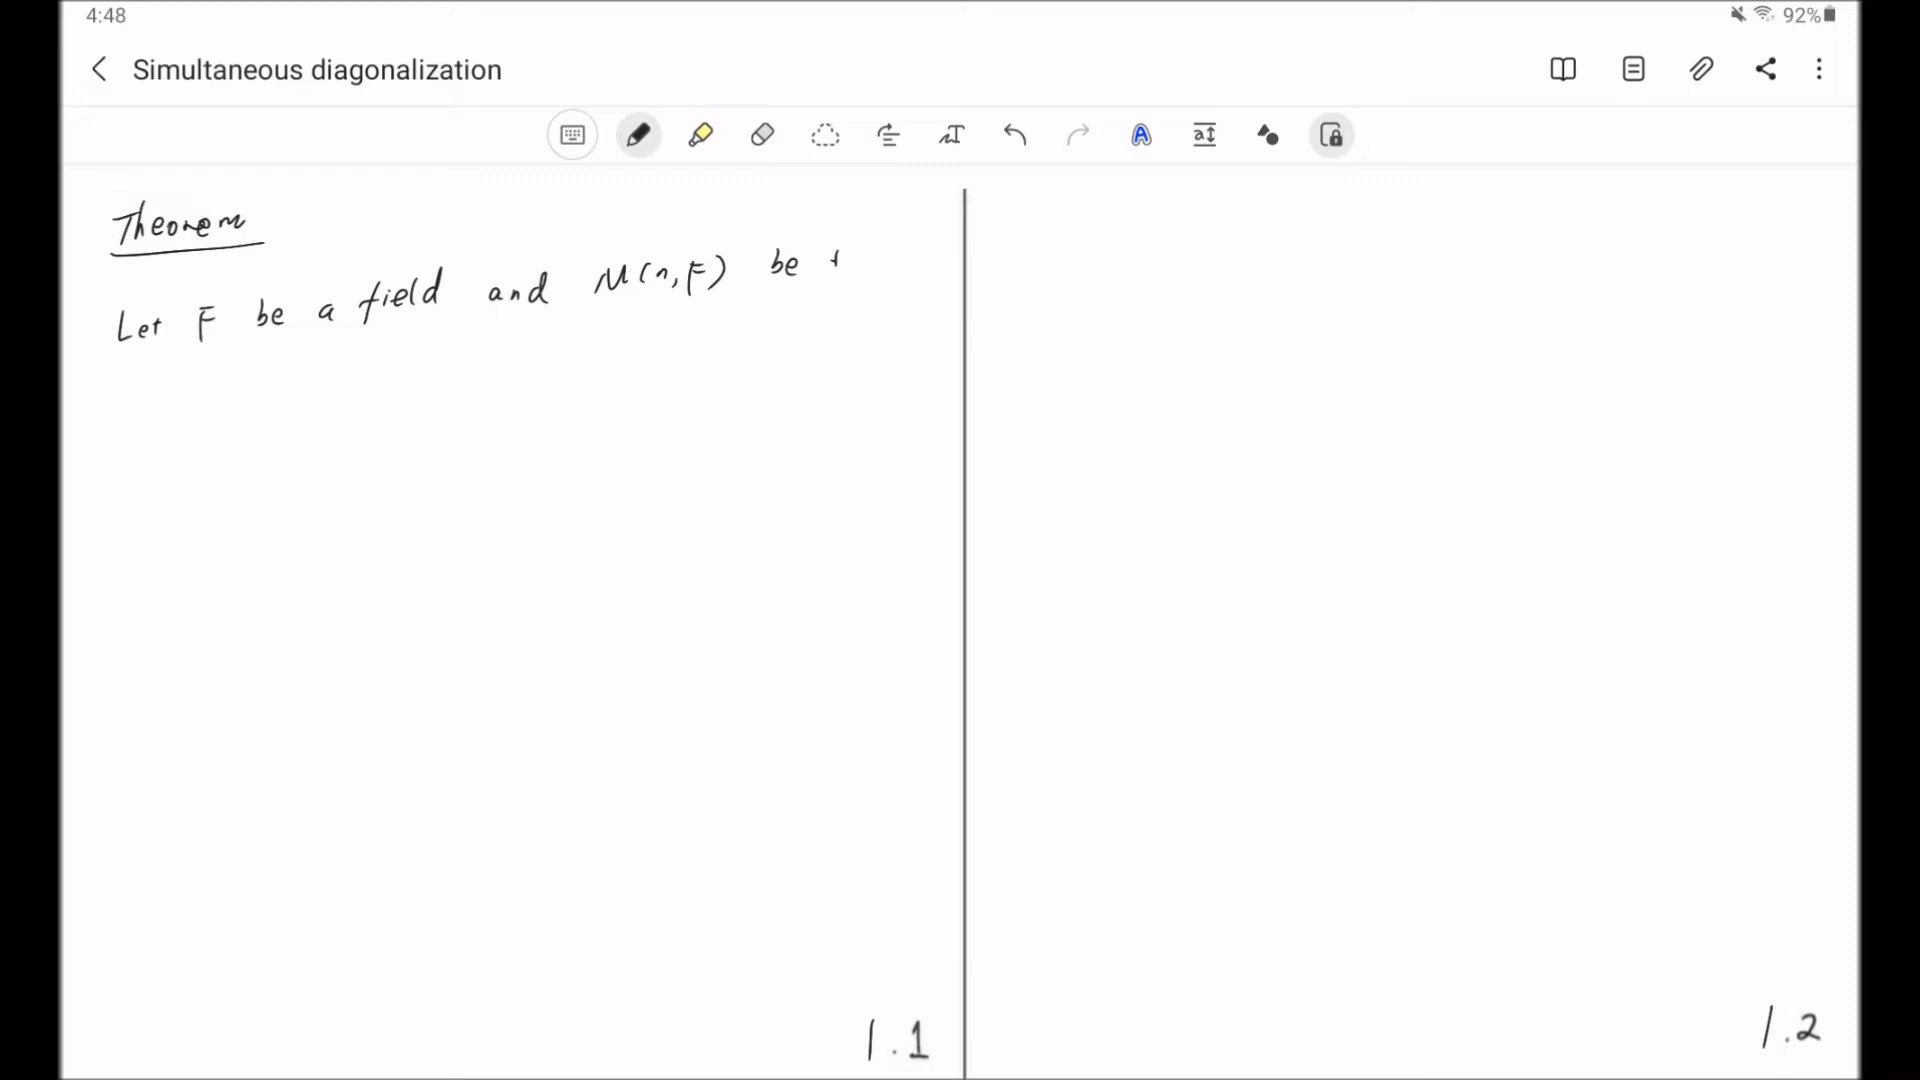 4:48
92%
Simultaneous diagonalization
Theorem
Let F be a field and M(n,F) be
1.1
1.2